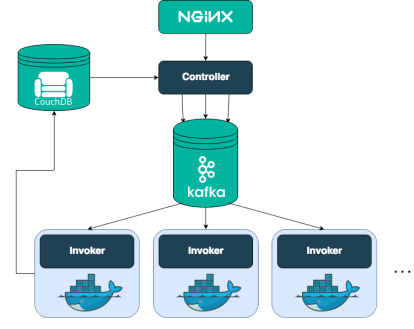 NGINX
Controller
CouchDB
kafka
Invoker
Invoker
Invoker
...